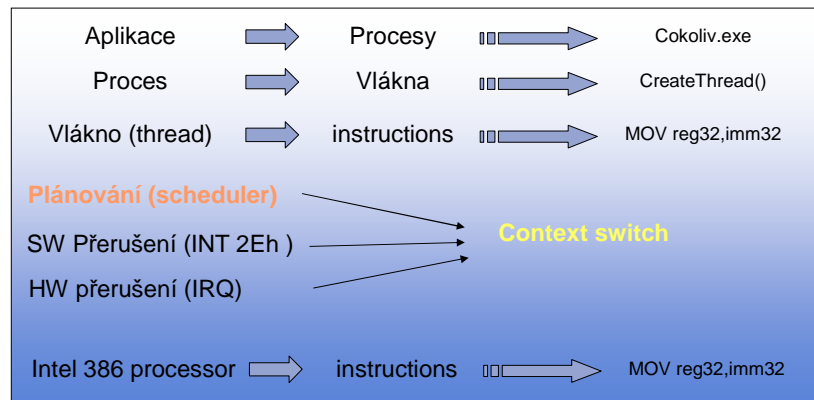 Aplikace Procesy Cokoliv.exe
Proces Vlákna CreateThread()
Vlákno (thread) instructions MOV reg32,imm32
Plánování (scheduler)
Context switch
SW Přerušení (INT 2Eh )
HW přerušení (IRQ)
Intel 386 processor instructions MOV reg32,imm32